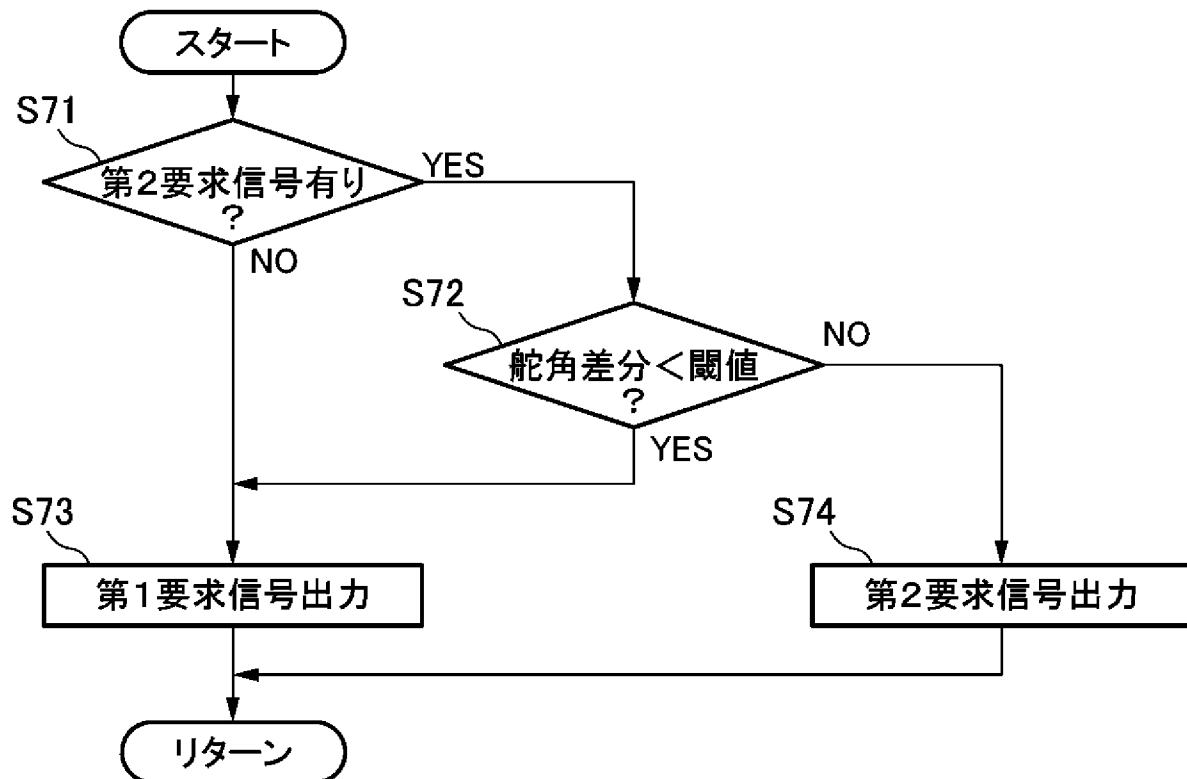 スタート
S71
第2要求信号有り
?
YES
NO
S72
舵角差分<閾値
?
NO
YES
S73
第1要求信号出力
S74
第2要求信号出力
リターン